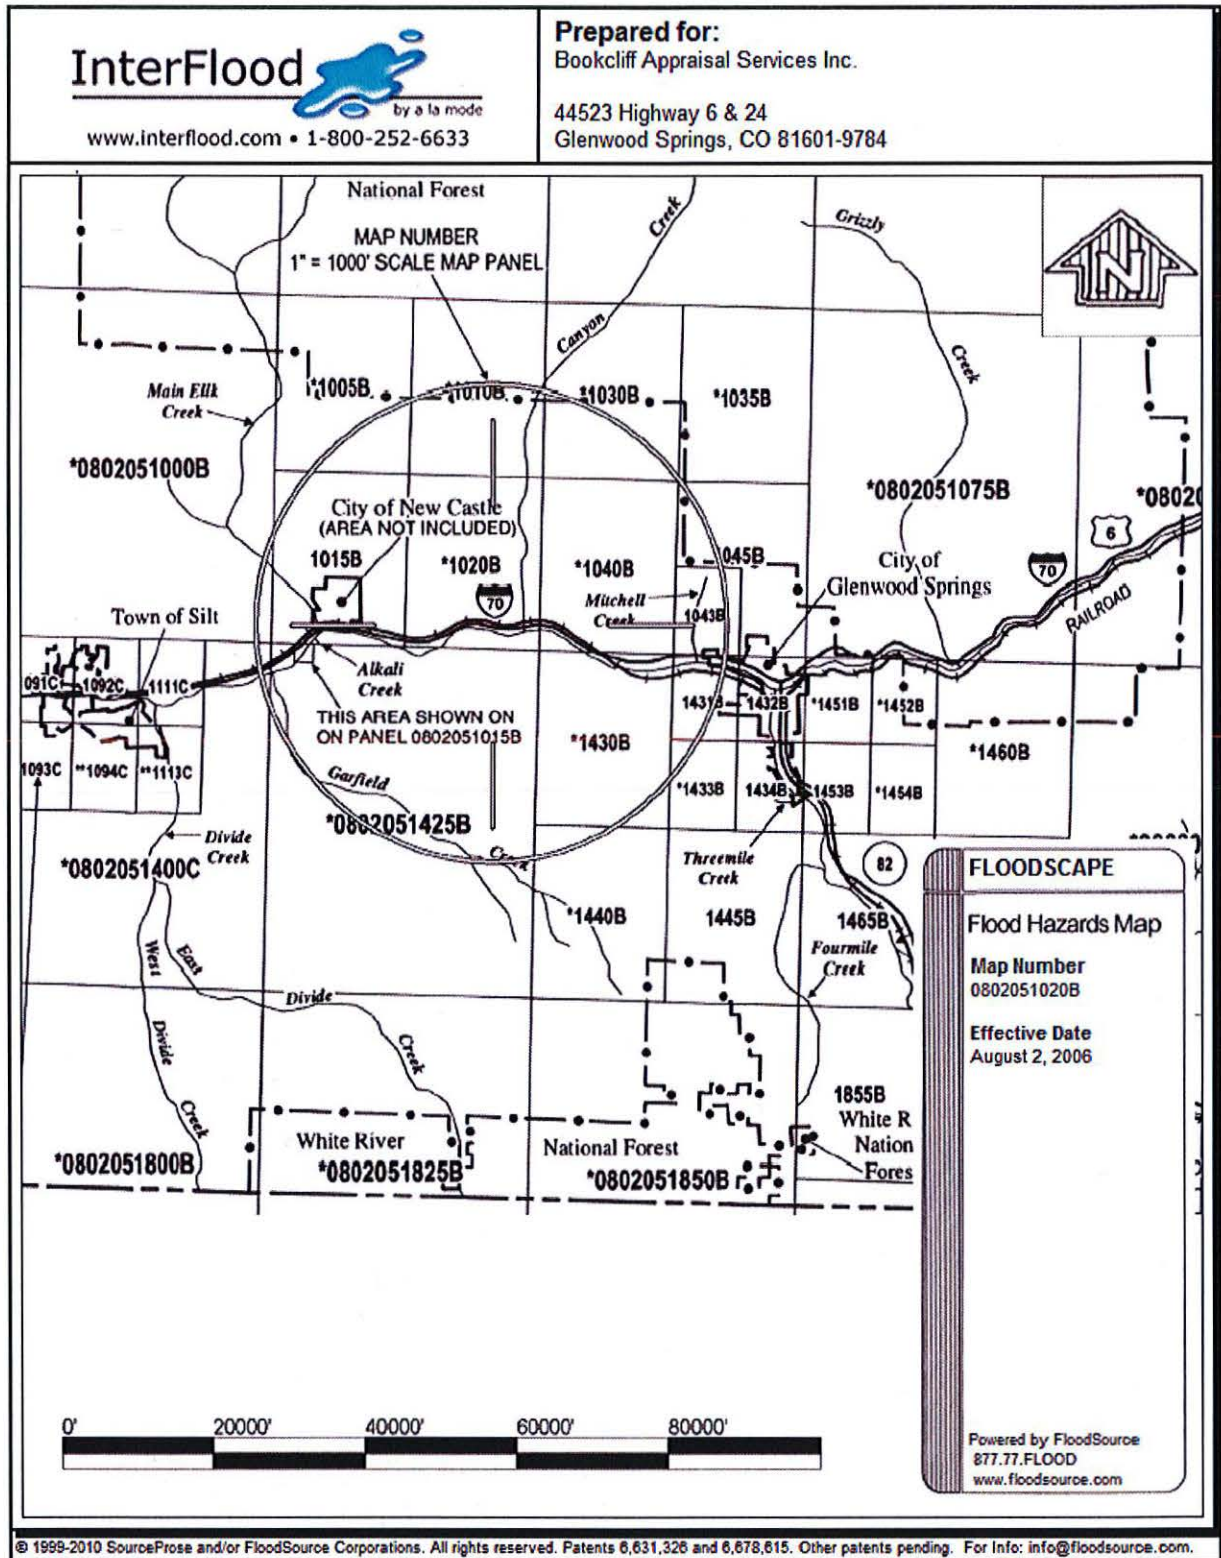 InterFlood
by a la mode
www.interflood.com • 1-800-252-6633
Prepared for:
Bookcliff Appraisal Services Inc.
44523 Highway 6 & 24
Glenwood Springs, CO 81601-9784
National Forest
MAP NUMBER
1" = 1000' SCALE MAP PANEL
Creek
Canyon
Grizzly
Creek
N
*1005B
*1010B
*1030B
*1035B
Main Elk
Creek
*0802051000B
*0802051075B
*08020
City of New Castle
(AREA NOT INCLUDED)
6
1015B
*1020B
*1040B
1045B
City of
Glenwood Springs
70
70
Mitchell
Creek
1043B
RAILROAD
Town of Silt
Alkali
Creek
091C
1092C
1111C
1431B
1432B
*1451B
*1452B
THIS AREA SHOWN ON
ON PANEL 0802051015B
*1430B
*1460B
1093C
**1094C
**1113C
Garfield
Creek
*1433B
1434B
1453B
*1454B
*0802051425B
Divide
Creek
*0802051400C
Threemile
Creek
82
*1440B
1445B
1465B
Fourmile
Creek
West
Divide
Creek
East
Divide
Creek
1855B
White R
Nation
Fores
White River
National Forest
*0802051800B
*0802051825B
*0802051850B
FLOODSCAPE
Flood Hazards Map
Map Number
0802051020B
Effective Date
August 2, 2006
Powered by FloodSource
877.77.FLOOD
www.floodsource.com
0'
20000'
40000'
60000'
80000'
© 1999-2010 SourceProse and/or FloodSource Corporations. All rights reserved. Patents 6,631,326 and 6,678,615. Other patents pending. For Info: info@floodsource.com.